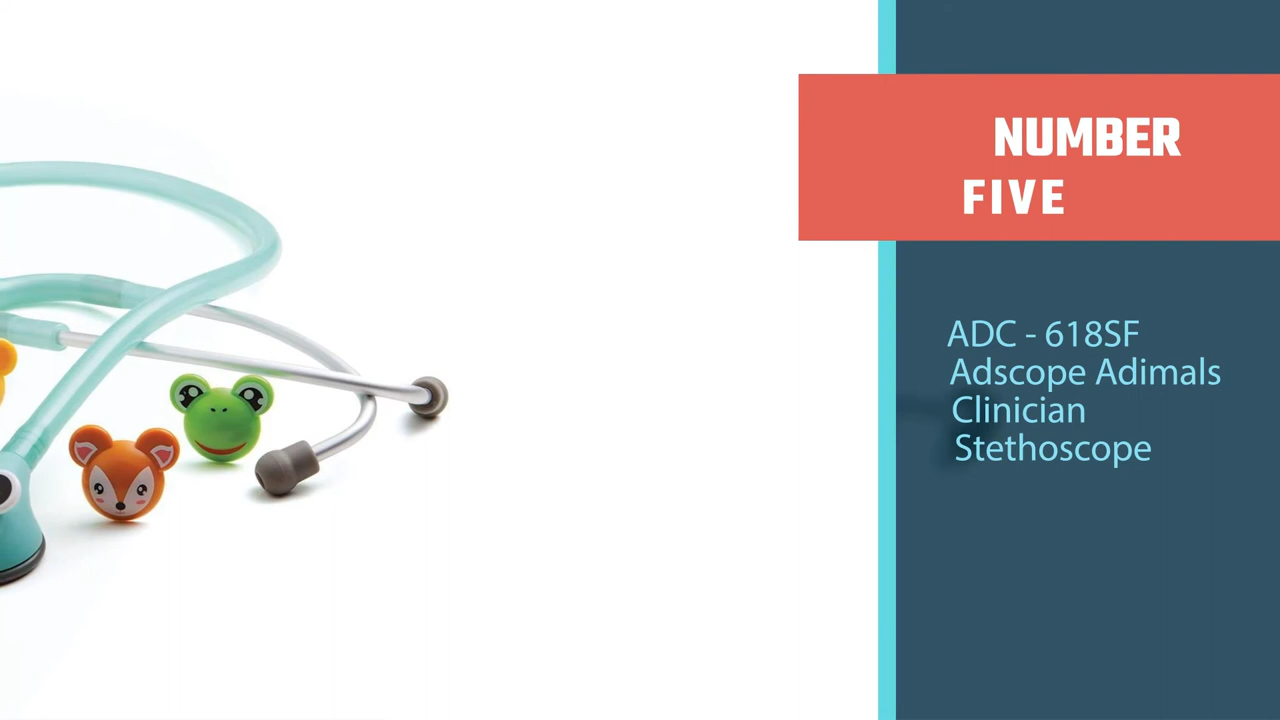 NUMBER
FIVE
ADC - 618SF
Adscope Adimals
Clinician
Stethoscope